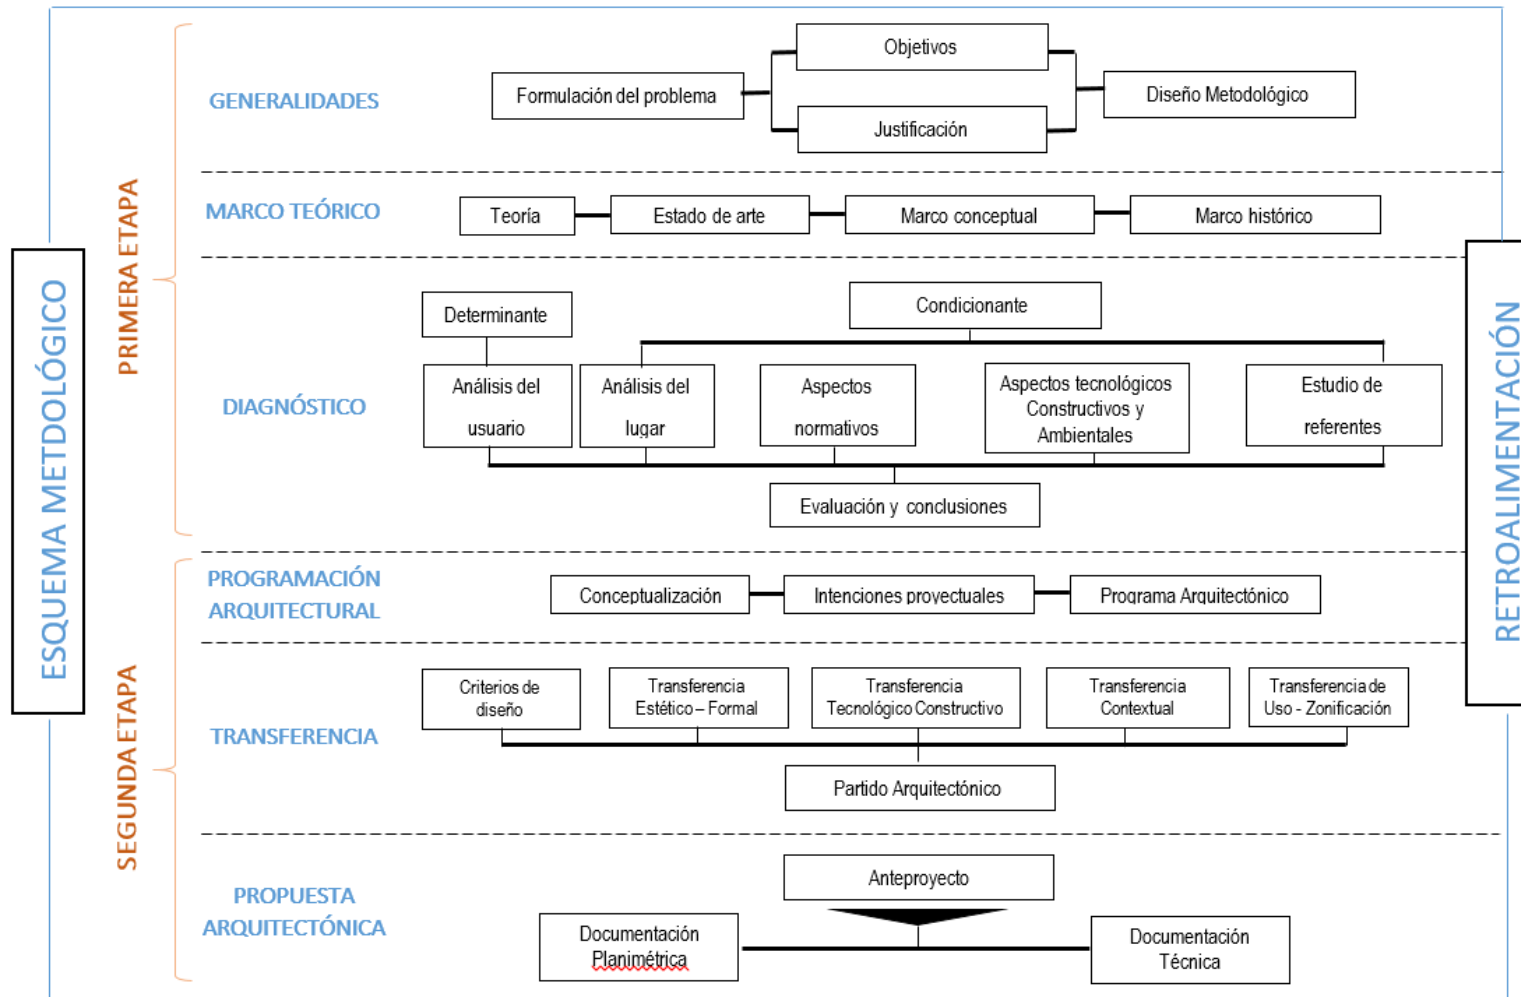 ESQUEMA METDOLÓGICO
PRIMERA ETAPA
GENERALIDADES
Formulación del problema
Objetivos
Justificación
Diseño Metodológico
MARCO TEÓRICO
Teoría
Estado de arte
Marco conceptual
Marco histórico
DIAGNÓSTICO
Determinante
Condicionante
Análisis del
usuario
Análisis del
lugar
Aspectos
normativos
Aspectos tecnológicos
Constructivos y
Ambientales
Estudio de
referentes
Evaluación y conclusiones
SEGUNDA ETAPA
PROGRAMACIÓN
ARQUITECTURAL
Conceptualización
Intenciones proyectuales
Programa Arquitectónico
TRANSFERENCIA
Criterios de
diseño
Transferencia
Estético – Formal
Transferencia
Tecnológico Constructivo
Transferencia
Contextual
Transferencia de
Uso - Zonificación
Partido Arquitectónico
PROPUESTA
ARQUITECTÓNICA
Anteproyecto
Documentación
Planimétrica
Documentación
Técnica
RETROALIMENTACIÓN